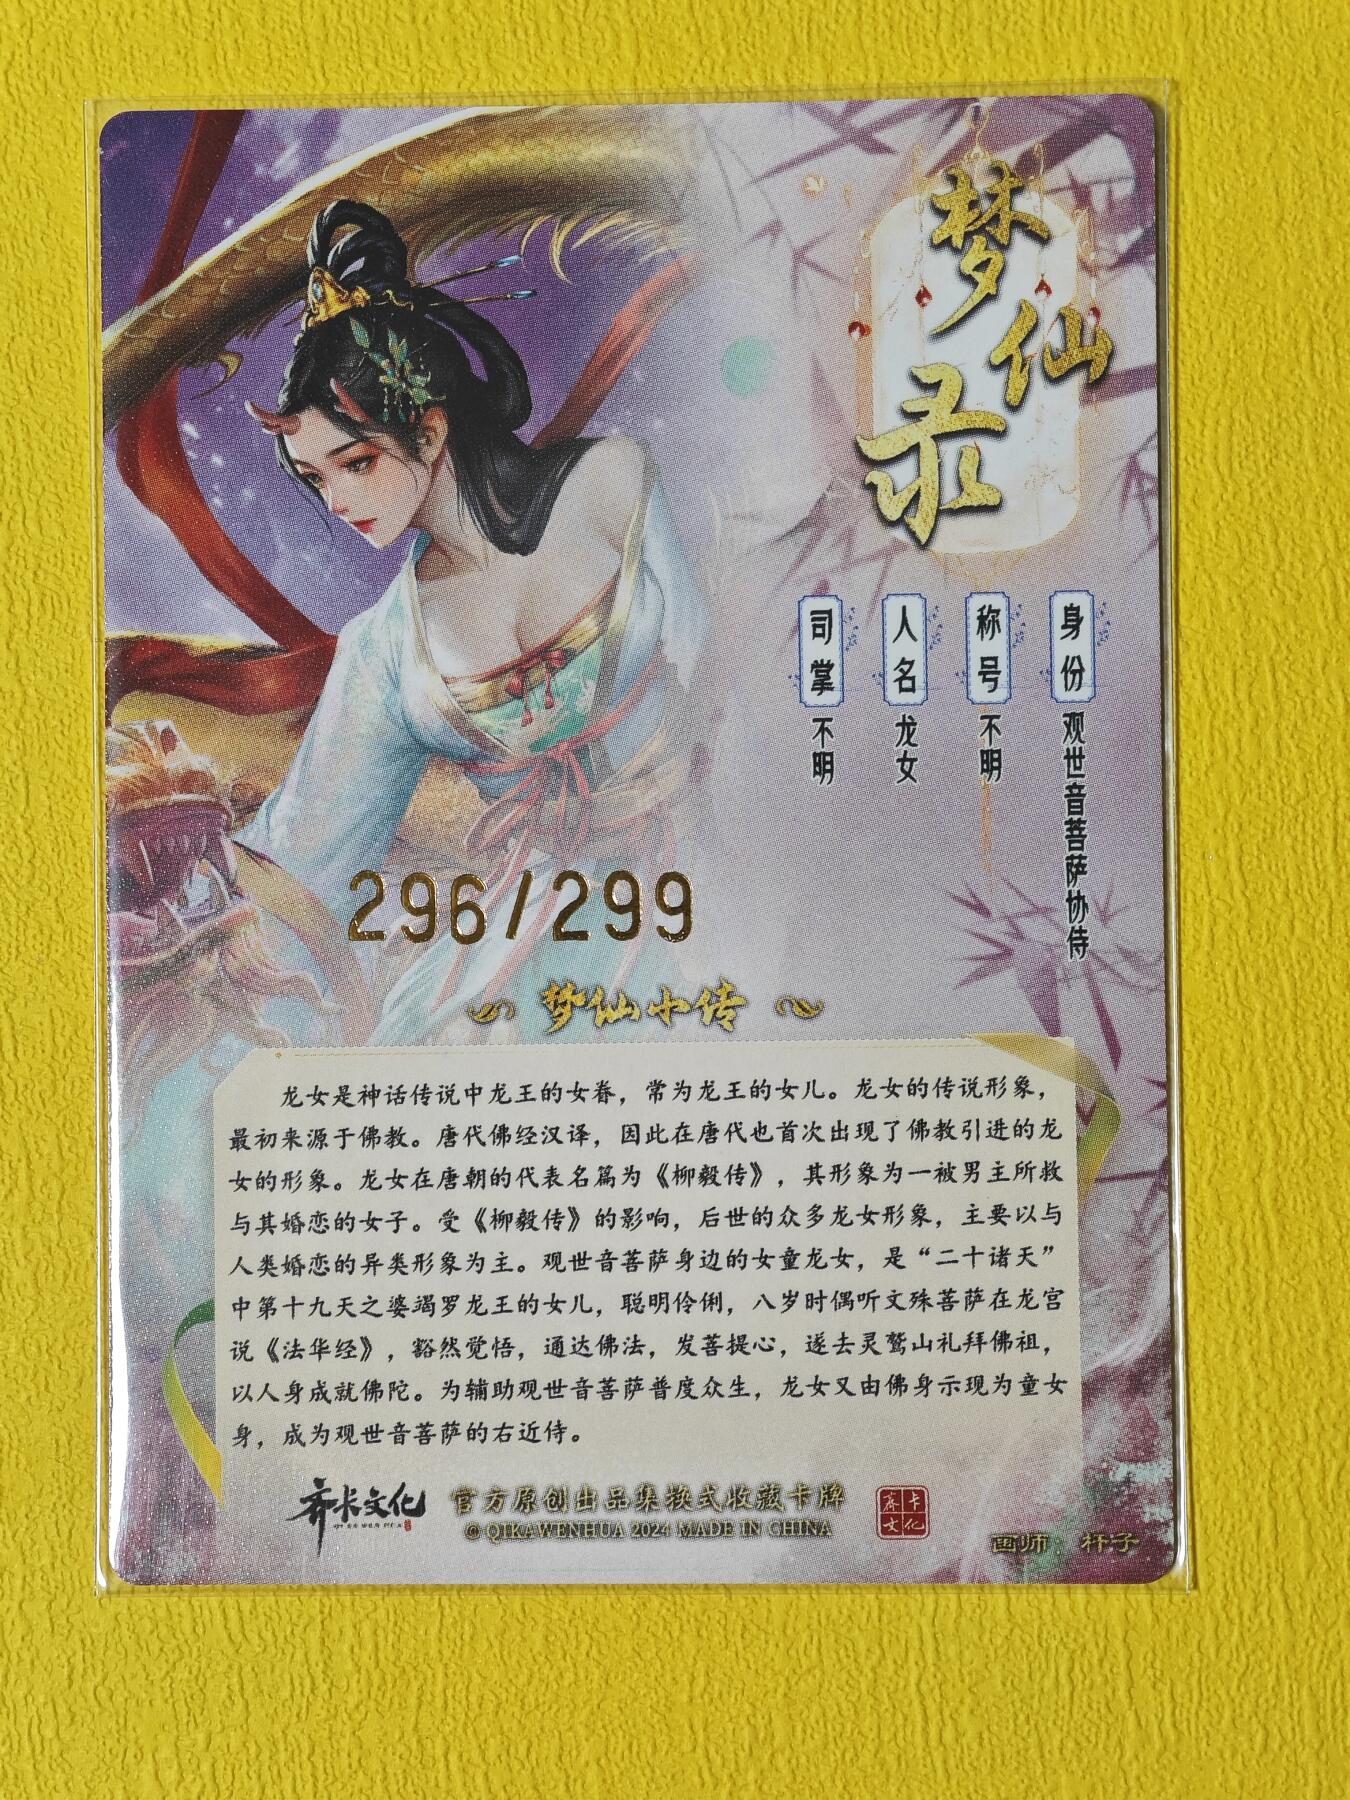 梦仙录
身份 观世音菩萨协侍
称号 不明
人名 龙女
司掌 不明
296/299
梦仙小传
龙女是神话传说中龙王的女眷，常为龙王的女儿。龙女的传说形象，
最初来源于佛教。唐代佛经汉译，因此在唐代也首次出现了佛教引进的龙
女的形象。龙女在唐朝的代表名篇为《柳毅传》，其形象为一被男主所救
与其婚恋的女子。受《柳毅传》的影响，后世的众多龙女形象，主要以与
人类婚恋的异类形象为主。观世音菩萨身边的女童龙女，是“二十诸天”
中第十九天之婆竭罗龙王的女儿，聪明伶俐，八岁时偶听文殊菩萨在龙宫
说《法华经》，豁然觉悟，通达佛法，发菩提心，遂去灵鹫山礼拜佛祖，
以人身成就佛陀。为辅助观世音菩萨普度众生，龙女又由佛身示现为童女
身，成为观世音菩萨的右近侍。
齐卡文化
官方原创出品集换式收藏卡牌
© QIKAWENHUA 2024 MADE IN CHINA
齐卡文化
画师：杆子